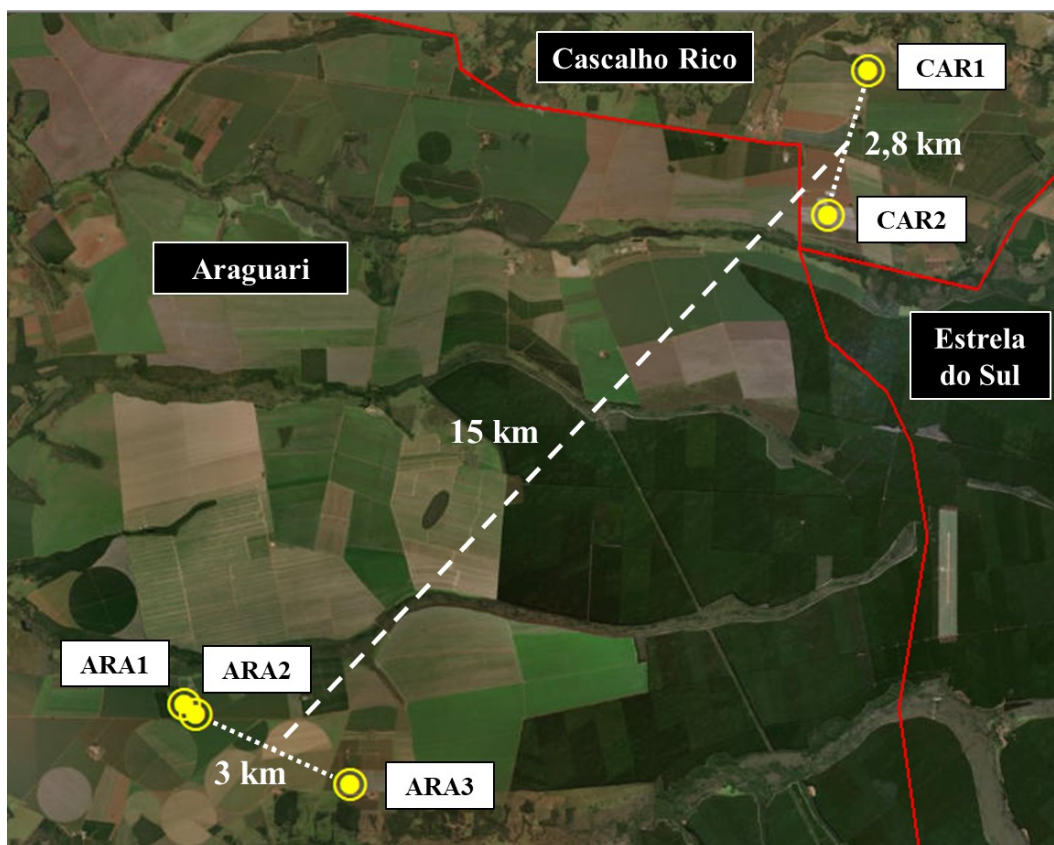 Cascalho Rico
CAR1
2,8 km
CAR2
Araguari
Estrela
do Sul
15 km
ARA1
ARA2
3 km
ARA3